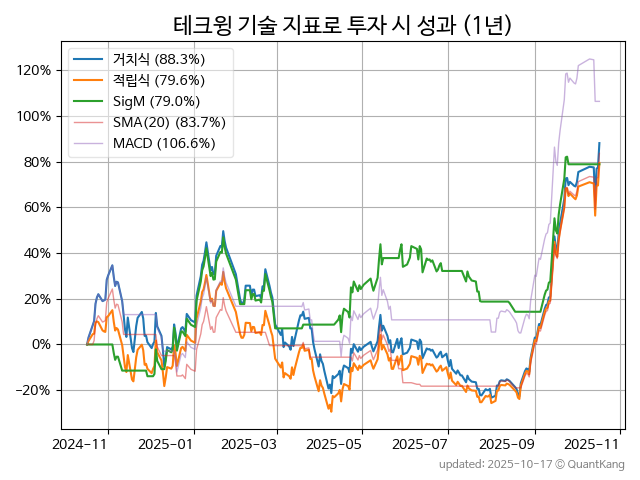 테크윙 기술 지표로 투자 시 성과 (1년)
거치식 (88.3%)
적립식 (79.6%)
SigM (79.0%)
SMA(20) (83.7%)
MACD (106.6%)
120%
100%
80%
60%
40%
20%
0%
−20%
2024-11 2025-01 2025-03 2025-05 2025-07 2025-09 2025-11
updated: 2025-10-17 © QuantKang